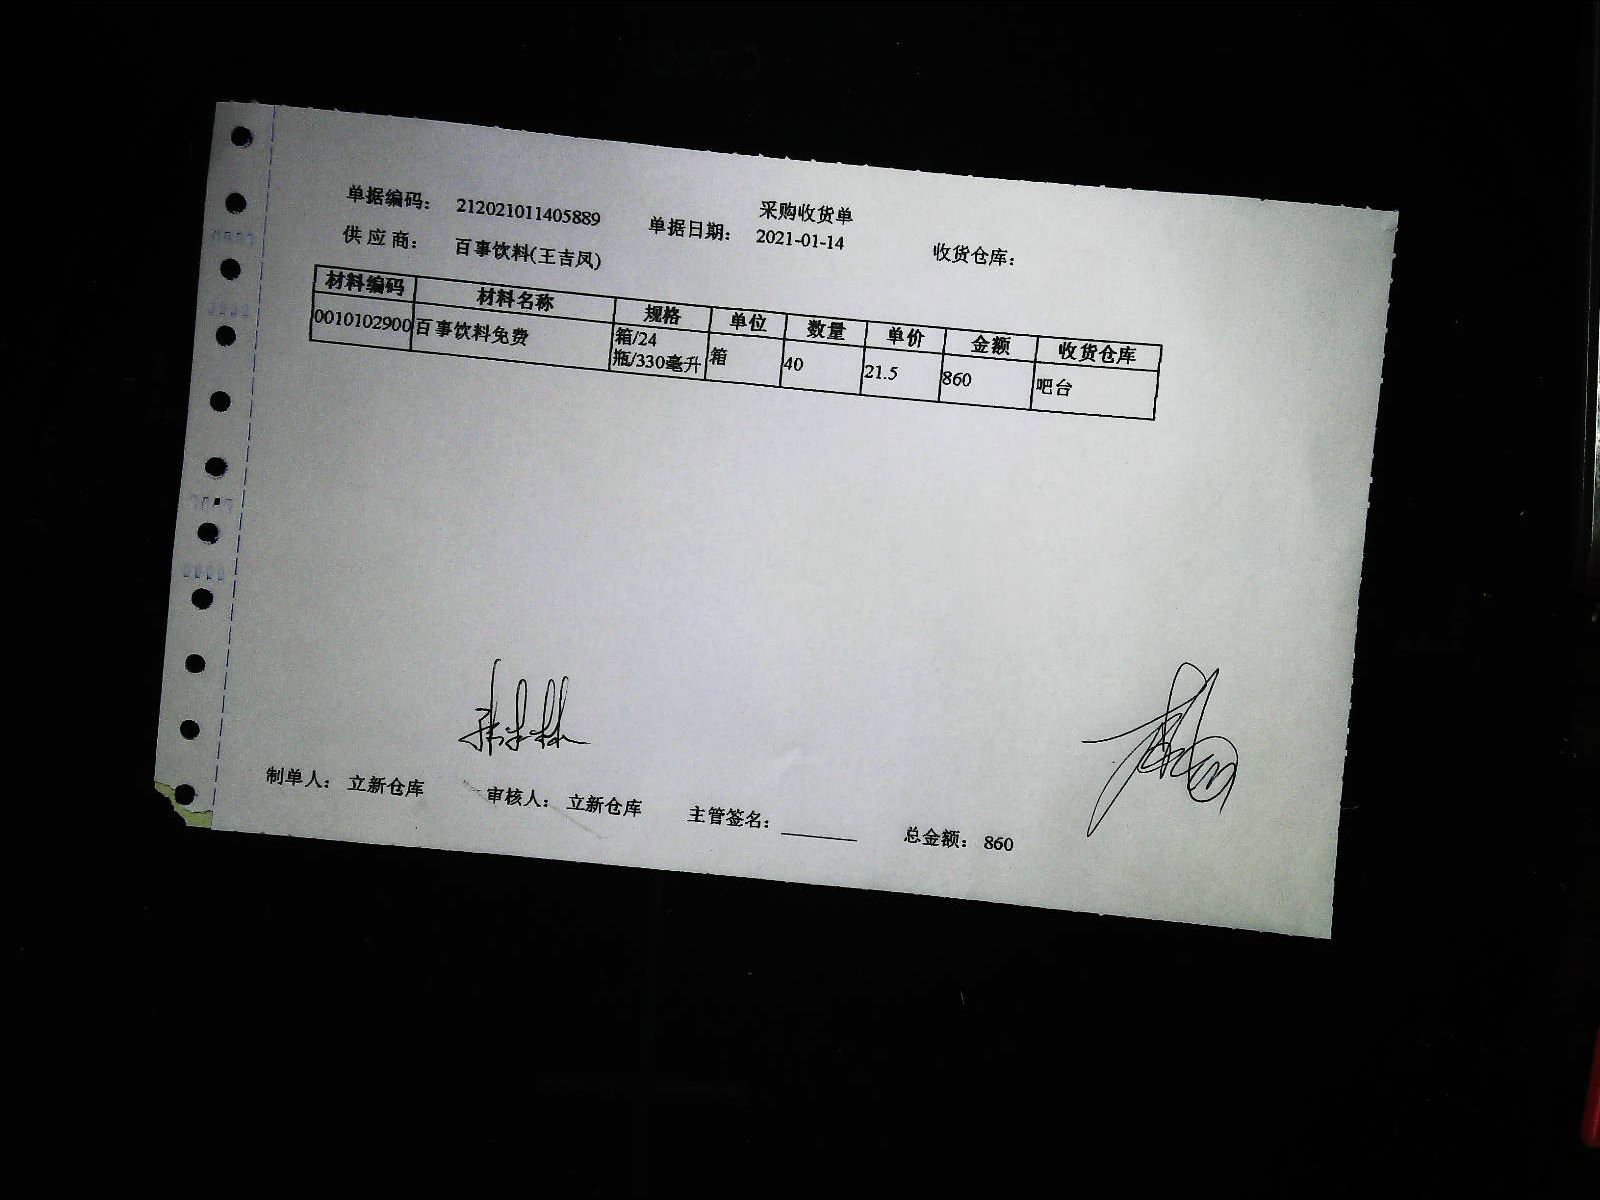 采购收货单
单据编码： 212021011405889 单据日期： 2021-01-14 收货仓库：
供应商： 百事饮料(王吉凤)
材料编码 材料名称 规格 单位 数量 单价 金额 收货仓库
0010102900 百事饮料免费 箱/24 箱 40 21.5 860 吧台
瓶/330毫升
制单人： 立新仓库 审核人： 立新仓库 主管签名： ________ 总金额： 860